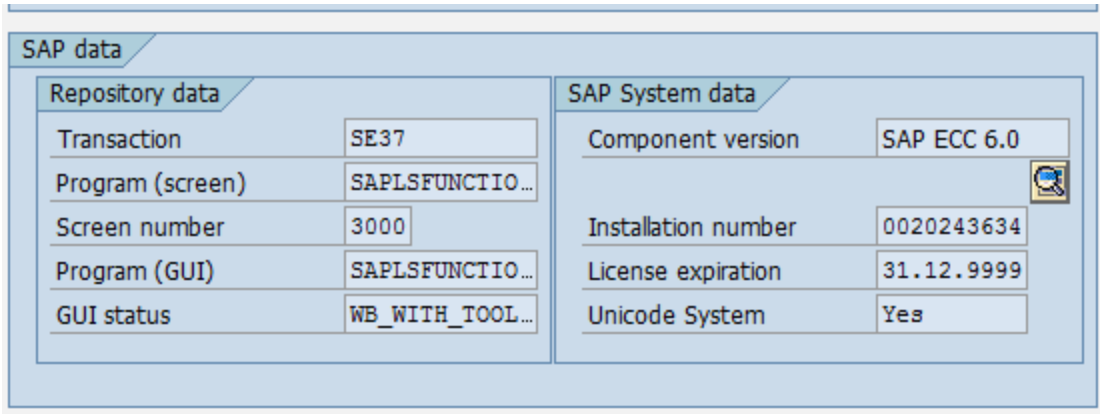 SAP data
Repository data
Transaction SE37
Program (screen) SAPLSFUNCTIO…
Screen number 3000
Program (GUI) SAPLSFUNCTIO…
GUI status WB_WITH_TOOL…
SAP System data
Component version SAP ECC 6.0
Installation number 0020243634
License expiration 31.12.9999
Unicode System Yes